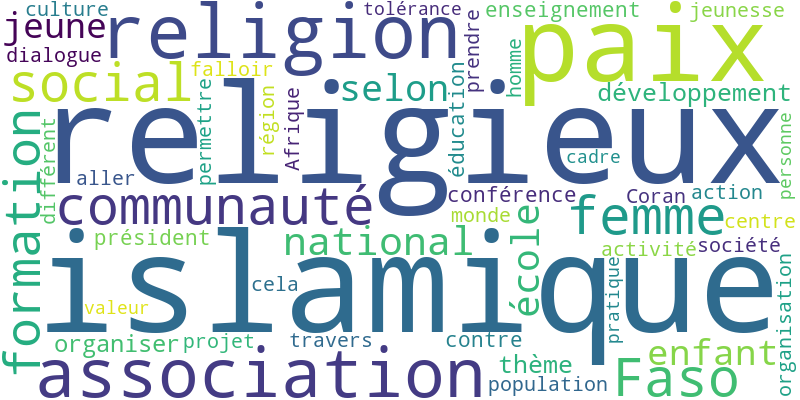 culture
jeune
dialogue
religion
tolérance
prendre
enseignement
jeunesse
homme
paix
social
falloir
selon
éducation
développement
permettre
région
Afrique
religieux
cadre
personne
formation
différent
aller
communauté
conférence
monde
Coran
action
femme
centre
président
national
école
activité
société
islamique
cela
valeur
pratique
organisation
organiser
projet
travers
contre
enfant
association
thème
population
Faso